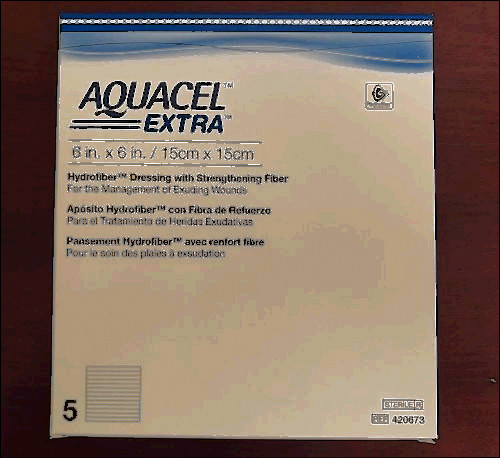 AQUACEL™
EXTRA™
6 in. x 6 in. / 15cm x 15cm
Hydrofiber™ Dressing with Strengthening Fiber
For the Management of Exuding Wounds
Apósito Hydrofiber™ con Fibra de Refuerzo
Para el Tratamiento de Heridas Exudativas
Pansement Hydrofiber™ avec renfort fibre
Pour le soin des plaies à exsudation
5
STERILE R
REF 420673